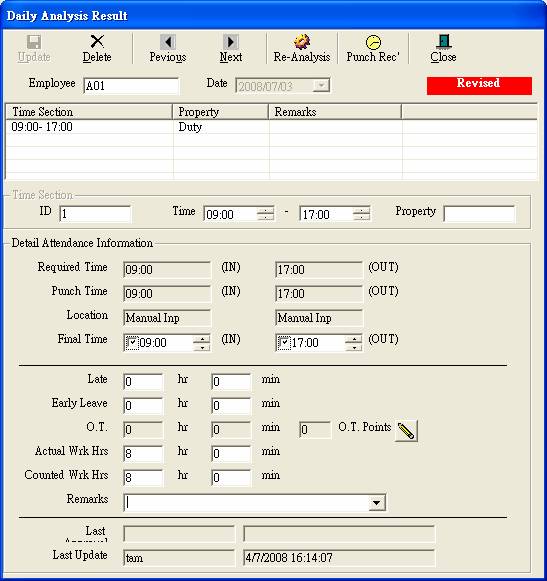 Daily Analysis Result
Update Delete Pevious Next Re-Analysis Punch Rec' Close
Employee A01 Date 2008/07/03 Revised
Time Section Property Remarks
09:00- 17:00 Duty
Time Section
ID 1 Time 09:00 - 17:00 Property
Detail Attendance Information
Required Time 09:00 (IN) 17:00 (OUT)
Punch Time 09:00 (IN) 17:00 (OUT)
Location Manual Inp Manual Inp
Final Time 09:00 (IN) 17:00 (OUT)
Late 0 hr 0 min
Early Leave 0 hr 0 min
O.T. 0 hr 0 min 0 O.T. Points
Actual Wrk Hrs 8 hr 0 min
Counted Wrk Hrs 8 hr 0 min
Remarks
Last
Last Update tam 4/7/2008 16:14:07